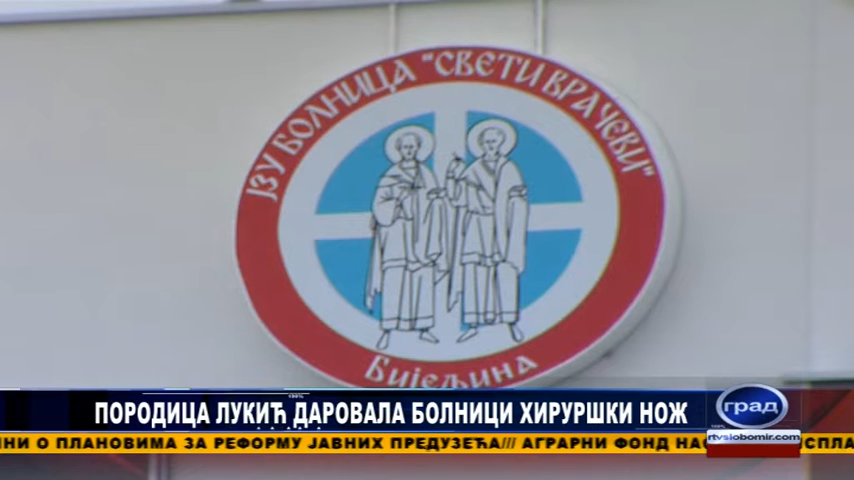 ЈЗУ БОЛНИЦА "СВЕТИ ВРАЧЕВИ"
Бијељина
ПОРОДИЦА ЛУКИЋ ДАРОВАЛА БОЛНИЦИ ХИРУРШКИ НОЖ
град
rtvslobomir.com
О ПЛАНОВИМА ЗА РЕФОРМУ ЈАВНИХ ПРЕДУЗЕЋА/// АГРАРНИ ФОНД